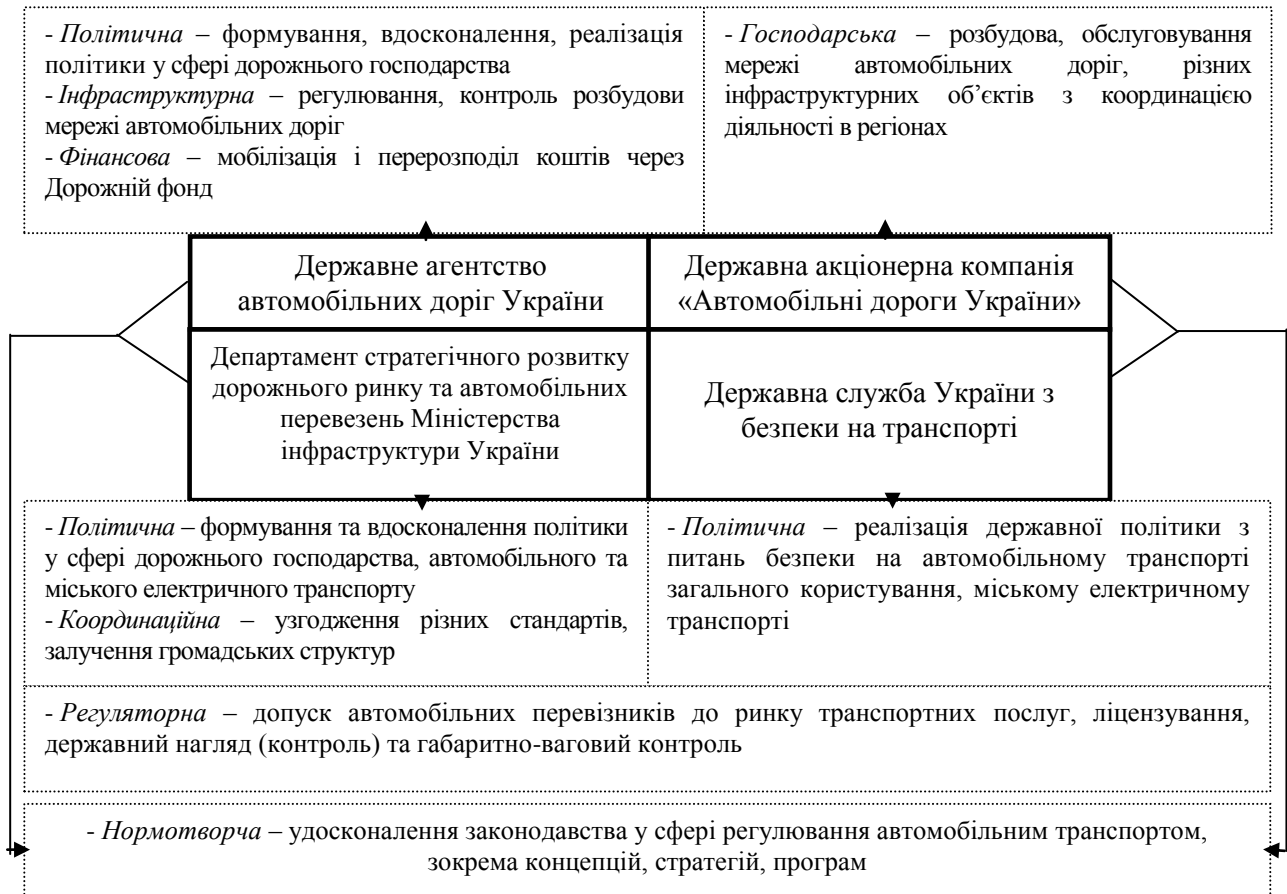 - Політична – формування, вдосконалення, реалізація
політики у сфері дорожнього господарства
- Інфраструктурна – регулювання, контроль розбудови
мережі автомобільних доріг
- Фінансова – мобілізація і перерозподіл коштів через
Дорожній фонд
- Господарська – розбудова, обслуговування
мережі автомобільних доріг, різних
інфраструктурних об’єктів з координацією
діяльності в регіонах
Державне агентство
автомобільних доріг України
Державна акціонерна компанія
«Автомобільні дороги України»
Департамент стратегічного розвитку
дорожнього ринку та автомобільних
перевезень Міністерства
інфраструктури України
Державна служба України з
безпеки на транспорті
- Політична – формування та вдосконалення політики
у сфері дорожнього господарства, автомобільного та
міського електричного транспорту
- Координаційна – узгодження різних стандартів,
залучення громадських структур
- Політична – реалізація державної політики з
питань безпеки на автомобільному транспорті
загального користування, міському електричному
транспорті
- Регуляторна – допуск автомобільних перевізників до ринку транспортних послуг, ліцензування,
державний нагляд (контроль) та габаритно-ваговий контроль
- Нормотворча – удосконалення законодавства у сфері регулювання автомобільним транспортом,
зокрема концепцій, стратегій, програм